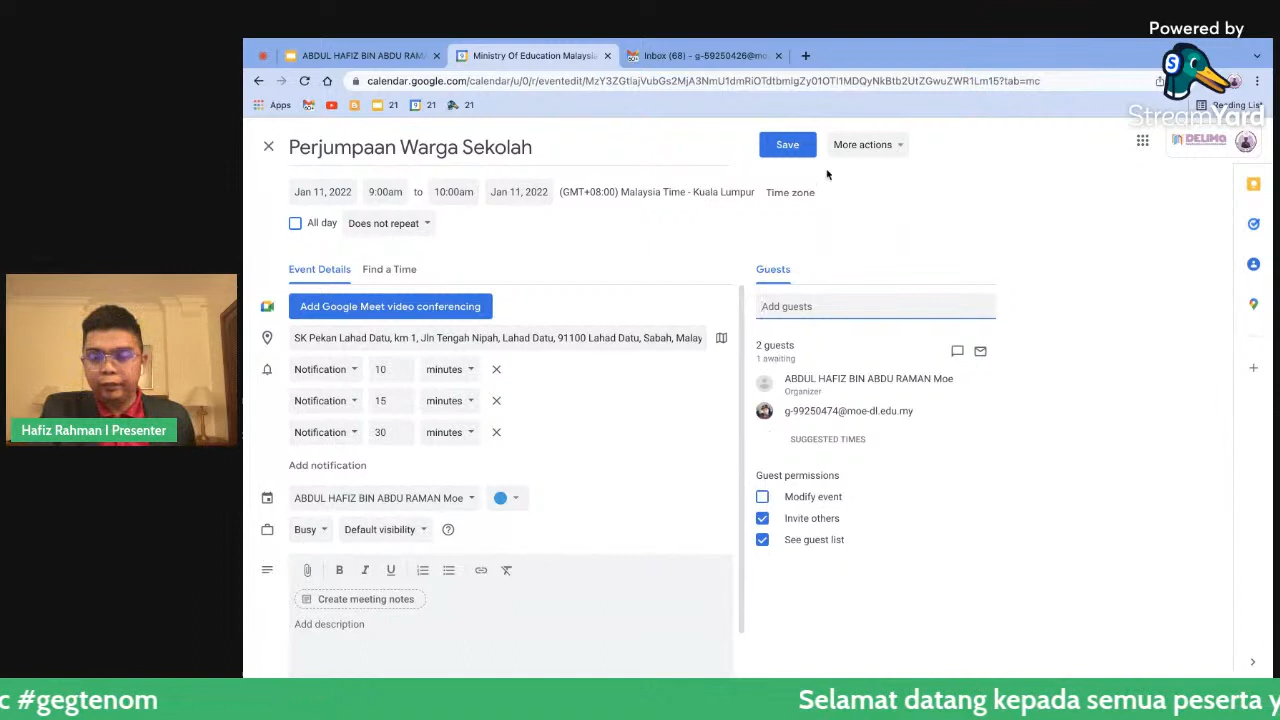 Powered by
StreamYard
ABDUL HAFIZ BIN ABDU RAM
Ministry Of Education Malaysia
Inbox (68) - g-59250426@mo
calendar.google.com/calendar/u/0/r/eventedit/MzY3ZGtlajVubGs2MjA3NmU1dmRiOTdtbmIgZy01OTI1MDQyNkBtb2UtZGwuZWR1Lm15?tab=mc
Apps
21
21
21
Reading List
Perjumpaan Warga Sekolah
Save
More actions
DELIMa
Jan 11, 2022 9:00am to 10:00am Jan 11, 2022 (GMT+08:00) Malaysia Time - Kuala Lumpur Time zone
All day Does not repeat
Event Details Find a Time
Guests
Add Google Meet video conferencing
Add guests
SK Pekan Lahad Datu, km 1, Jln Tengah Nipah, Lahad Datu, 91100 Lahad Datu, Sabah, Malay
2 guests
1 awaiting
Notification 10 minutes
ABDUL HAFIZ BIN ABDU RAMAN Moe
Organizer
Notification 15 minutes
g-99250474@moe-dl.edu.my
Notification 30 minutes
SUGGESTED TIMES
Add notification
Guest permissions
ABDUL HAFIZ BIN ABDU RAMAN Moe
Modify event
Busy Default visibility
Invite others
See guest list
B I U
Create meeting notes
Add description
Hafiz Rahman I Presenter
c #gegtenom
Selamat datang kepada semua peserta y